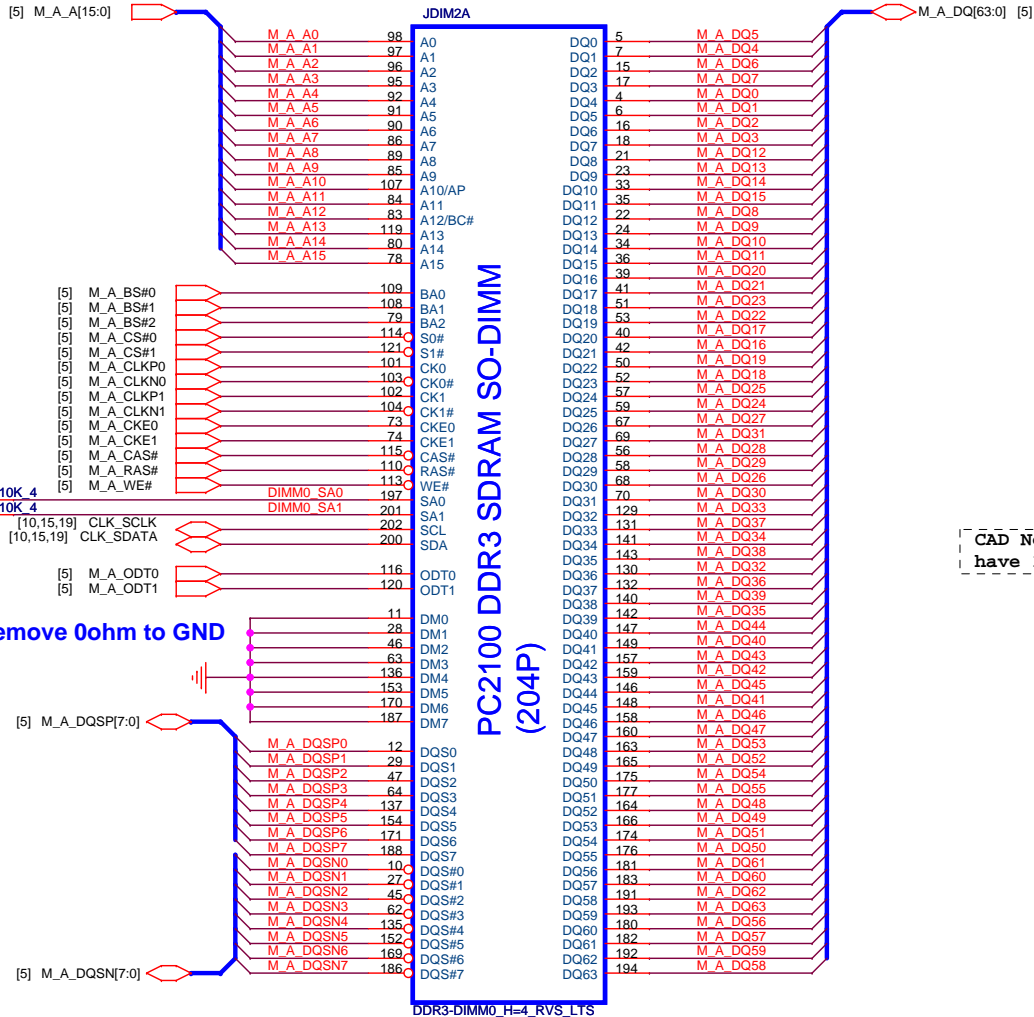 [5] M_A_A[15:0]
JDIM2A
M_A_DQ[63:0] [5]
M_A_A0 98 A0
M_A_A1 97 A1
M_A_A2 96 A2
M_A_A3 95 A3
M_A_A4 92 A4
M_A_A5 91 A5
M_A_A6 90 A6
M_A_A7 86 A7
M_A_A8 89 A8
M_A_A9 85 A9
M_A_A10 107 A10/AP
M_A_A11 84 A11
M_A_A12 83 A12/BC#
M_A_A13 119 A13
M_A_A14 80 A14
M_A_A15 78 A15
[5] M_A_BS#0 109 BA0
[5] M_A_BS#1 108 BA1
[5] M_A_BS#2 79 BA2
[5] M_A_CS#0 114 S0#
[5] M_A_CS#1 121 S1#
[5] M_A_CLKP0 101 CK0
[5] M_A_CLKN0 103 CK0#
[5] M_A_CLKP1 102 CK1
[5] M_A_CLKN1 104 CK1#
[5] M_A_CKE0 73 CKE0
[5] M_A_CKE1 74 CKE1
[5] M_A_CAS# 115 CAS#
[5] M_A_RAS# 110 RAS#
[5] M_A_WE# 113 WE#
10K_4 DIMM0_SA0 197 SA0
10K_4 DIMM0_SA1 201 SA1
[10,15,19] CLK_SCLK 202 SCL
[10,15,19] CLK_SDATA 200 SDA
[5] M_A_ODT0 116 ODT0
[5] M_A_ODT1 120 ODT1
emove 0ohm to GND
11 DM0
28 DM1
46 DM2
63 DM3
136 DM4
153 DM5
170 DM6
187 DM7
[5] M_A_DQSP[7:0]
M_A_DQSP0 12 DQS0
M_A_DQSP1 29 DQS1
M_A_DQSP2 47 DQS2
M_A_DQSP3 64 DQS3
M_A_DQSP4 137 DQS4
M_A_DQSP5 154 DQS5
M_A_DQSP6 171 DQS6
M_A_DQSP7 188 DQS7
M_A_DQSN0 10 DQS#0
M_A_DQSN1 27 DQS#1
M_A_DQSN2 45 DQS#2
M_A_DQSN3 62 DQS#3
M_A_DQSN4 135 DQS#4
M_A_DQSN5 152 DQS#5
M_A_DQSN6 169 DQS#6
M_A_DQSN7 186 DQS#7
[5] M_A_DQSN[7:0]
PC2100 DDR3 SDRAM SO-DIMM
(204P)
DQ0 5 M_A_DQ5
DQ1 7 M_A_DQ4
DQ2 15 M_A_DQ6
DQ3 17 M_A_DQ7
DQ4 4 M_A_DQ0
DQ5 6 M_A_DQ1
DQ6 16 M_A_DQ2
DQ7 18 M_A_DQ3
DQ8 21 M_A_DQ12
DQ9 23 M_A_DQ13
DQ10 33 M_A_DQ14
DQ11 35 M_A_DQ15
DQ12 22 M_A_DQ8
DQ13 24 M_A_DQ9
DQ14 34 M_A_DQ10
DQ15 36 M_A_DQ11
DQ16 39 M_A_DQ20
DQ17 41 M_A_DQ21
DQ18 51 M_A_DQ23
DQ19 53 M_A_DQ22
DQ20 40 M_A_DQ17
DQ21 42 M_A_DQ16
DQ22 50 M_A_DQ19
DQ23 52 M_A_DQ18
DQ24 57 M_A_DQ25
DQ25 59 M_A_DQ24
DQ26 67 M_A_DQ27
DQ27 69 M_A_DQ31
DQ28 56 M_A_DQ28
DQ29 58 M_A_DQ29
DQ30 68 M_A_DQ26
DQ31 70 M_A_DQ30
DQ32 129 M_A_DQ33
DQ33 131 M_A_DQ37
DQ34 141 M_A_DQ34
DQ35 143 M_A_DQ38
DQ36 130 M_A_DQ32
DQ37 132 M_A_DQ36
DQ38 140 M_A_DQ39
DQ39 142 M_A_DQ35
DQ40 147 M_A_DQ44
DQ41 149 M_A_DQ40
DQ42 157 M_A_DQ43
DQ43 159 M_A_DQ42
DQ44 146 M_A_DQ45
DQ45 148 M_A_DQ41
DQ46 158 M_A_DQ46
DQ47 160 M_A_DQ47
DQ48 163 M_A_DQ53
DQ49 165 M_A_DQ52
DQ50 175 M_A_DQ54
DQ51 177 M_A_DQ55
DQ52 164 M_A_DQ48
DQ53 166 M_A_DQ49
DQ54 174 M_A_DQ51
DQ55 176 M_A_DQ50
DQ56 181 M_A_DQ61
DQ57 183 M_A_DQ60
DQ58 191 M_A_DQ62
DQ59 193 M_A_DQ63
DQ60 180 M_A_DQ56
DQ61 182 M_A_DQ57
DQ62 192 M_A_DQ59
DQ63 194 M_A_DQ58
CAD
have
DDR3-DIMM0_H=4_RVS_LTS